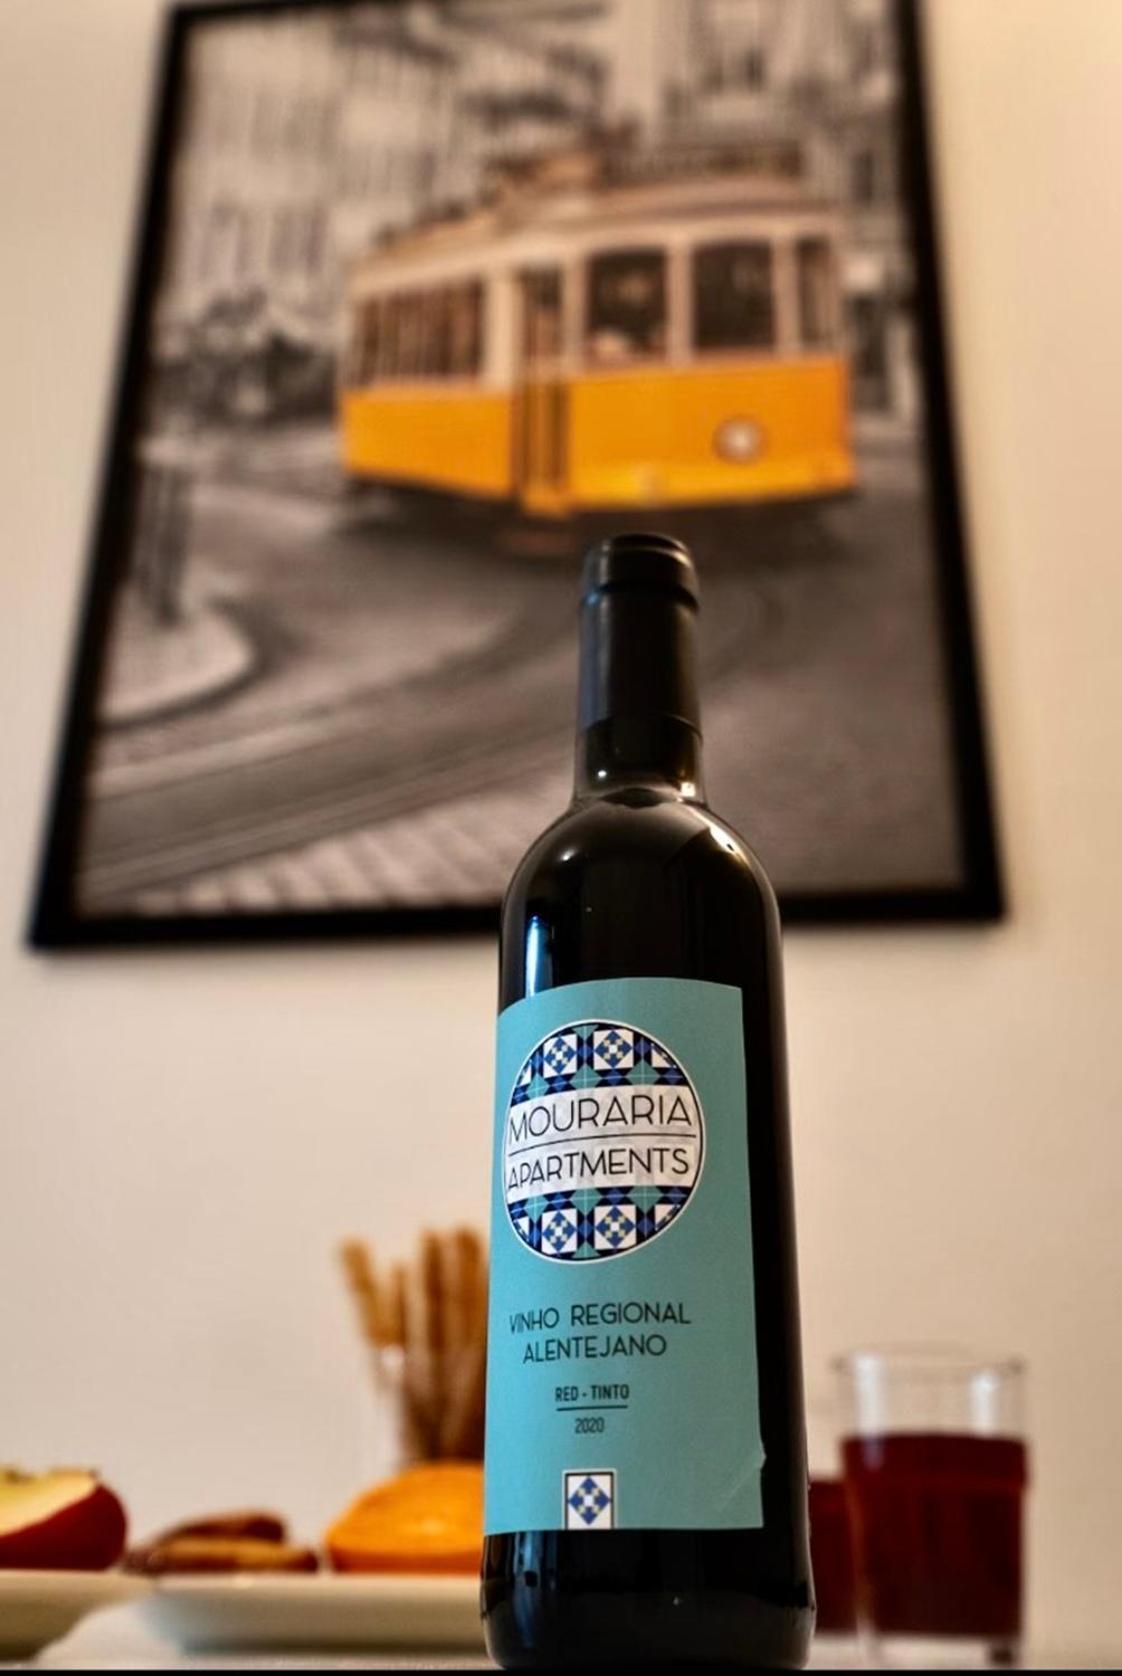 MOURARIA
APARTMENTS
VINHO REGIONAL
ALENTEJANO
RED - TINTO
2020